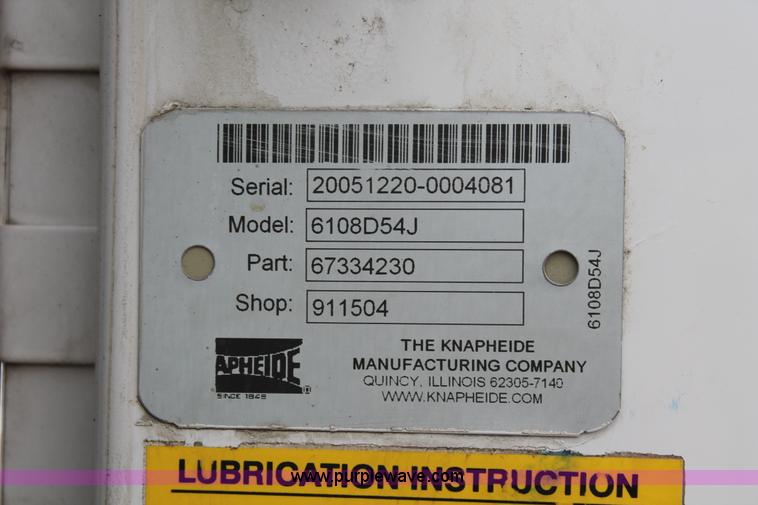 Serial: 20051220-0004081
Model: 6108D54J
Part: 67334230
Shop: 911504
6108D54J
APHEIDE ®
SINCE 1848
THE KNAPHEIDE
MANUFACTURING COMPANY
QUINCY, ILLINOIS 62305-7140
WWW.KNAPHEIDE.COM
LUBRICATION INSTRUCTION
www.purplewave.com